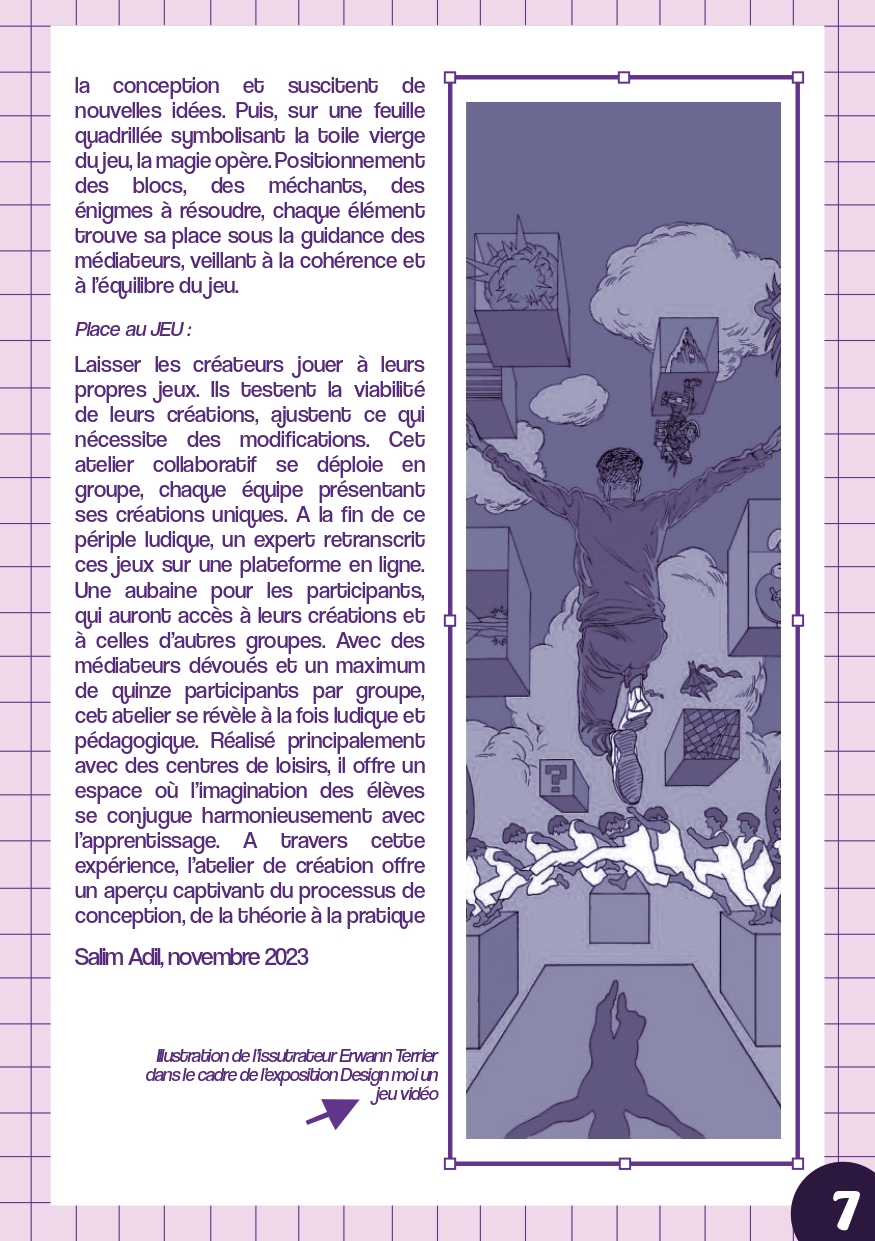 la conception et suscitent de
nouvelles idées. Puis, sur une feuille
quadrillée symbolisant la toile vierge
du jeu, la magie opère. Positionnement
des blocs, des méchants, des
énigmes à résoudre, chaque élément
trouve sa place sous la guidance des
médiateurs, veillant à la cohérence et
à l'équilibre du jeu.
Place au JEU :
Laisser les créateurs jouer à leurs
propres jeux. Ils testent la viabilité
de leurs créations, ajustent ce qui
nécessite des modifications. Cet
atelier collaboratif se déploie en
groupe, chaque équipe présentant
ses créations uniques. A la fin de ce
périple ludique, un expert retranscrit
ces jeux sur une plateforme en ligne.
Une aubaine pour les participants,
qui auront accès à leurs créations et
à celles d'autres groupes. Avec des
médiateurs dévoués et un maximum
de quinze participants par groupe,
cet atelier se révèle à la fois ludique et
pédagogique. Réalisé principalement
avec des centres de loisirs, il offre un
espace où l'imagination des élèves
se conjugue harmonieusement avec
l'apprentissage. A travers cette
expérience, l'atelier de création offre
un aperçu captivant du processus de
conception, de la théorie à la pratique
Salim Adil, novembre 2023
Illustration de l'issutrateur Erwann Terrier
dans le cadre de l'exposition Design moi un
jeu vidéo
?
7